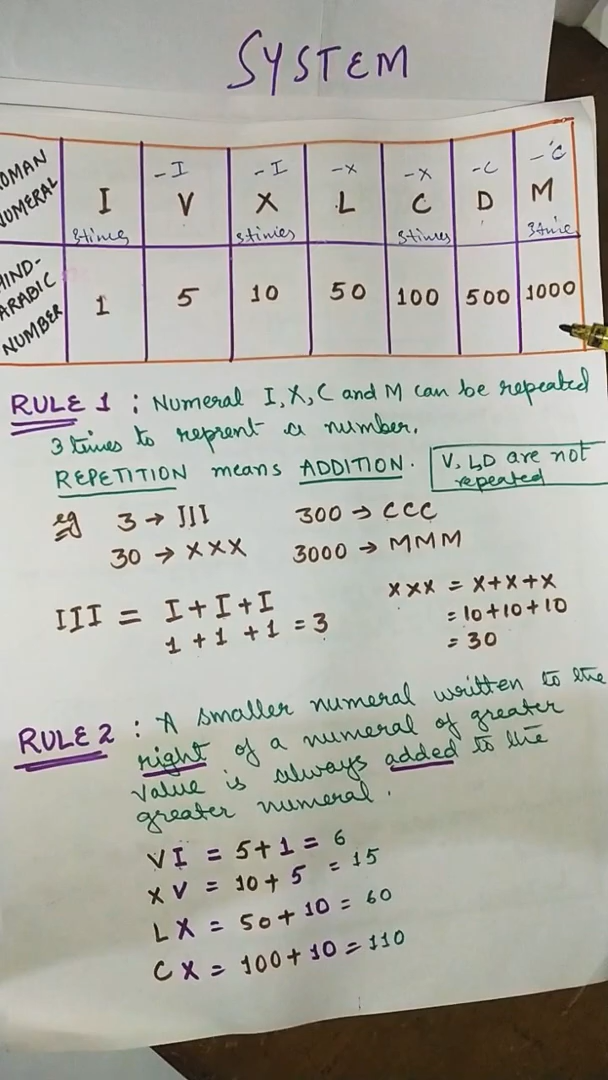 SYSTEM
ROMAN NUMERAL
-I -I -x -x -C -'C
I V X L C D M
3times 3times 3times 3time
HIND-ARABIC NUMBER
1 5 10 50 100 500 1000
RULE 1 : Numeral I, X, C and M can be repeated
3 times to reprent a number.
REPETITION means ADDITION. V, L, D are not
repeated
eg 3 → III 300 → CCC
30 → XXX 3000 → MMM
III = I + I + I
1 + 1 + 1 = 3
XXX = X+X+X
= 10+10+10
= 30
RULE 2 : A smaller numeral written to the
right of a numeral of greater
value is always added to the
greater numeral.
VI = 5+1 = 6
XV = 10+5 = 15
LX = 50+10 = 60
CX = 100+10 = 110